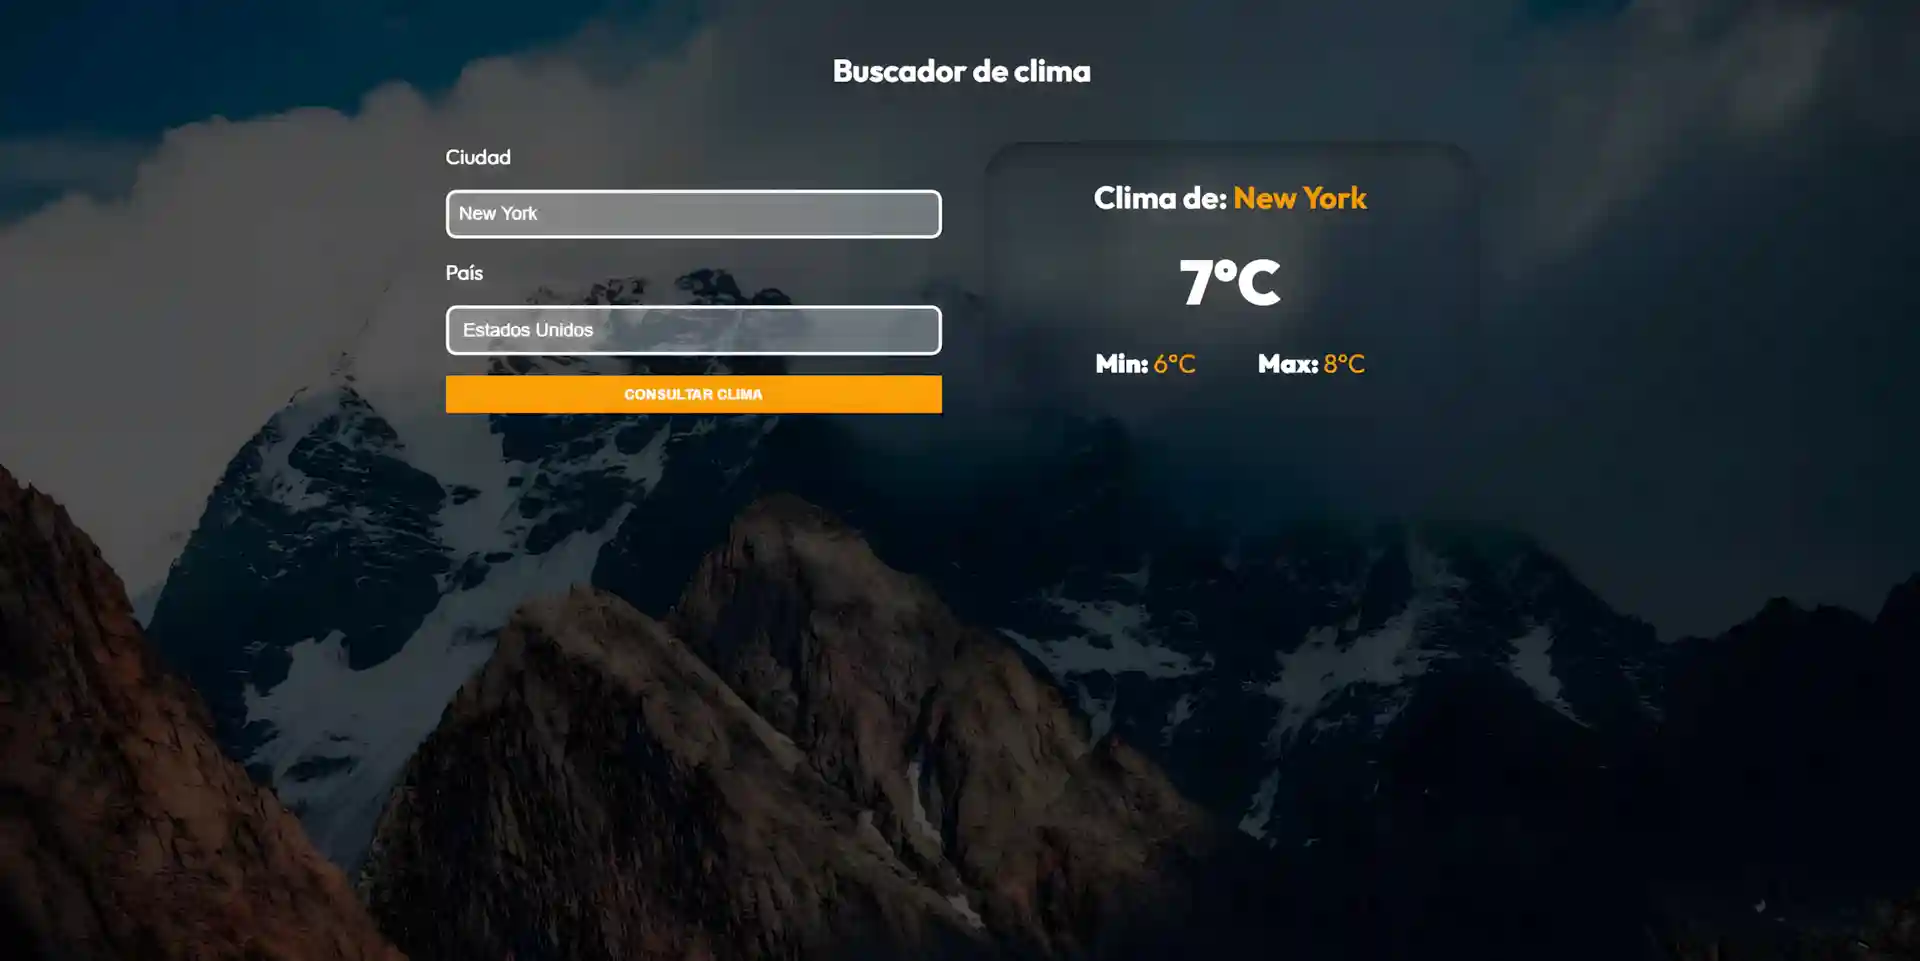 Buscador de clima
Ciudad
New York
País
Estados Unidos
CONSULTAR CLIMA
Clima de: New York
7°C
Min: 6°C Max: 8°C